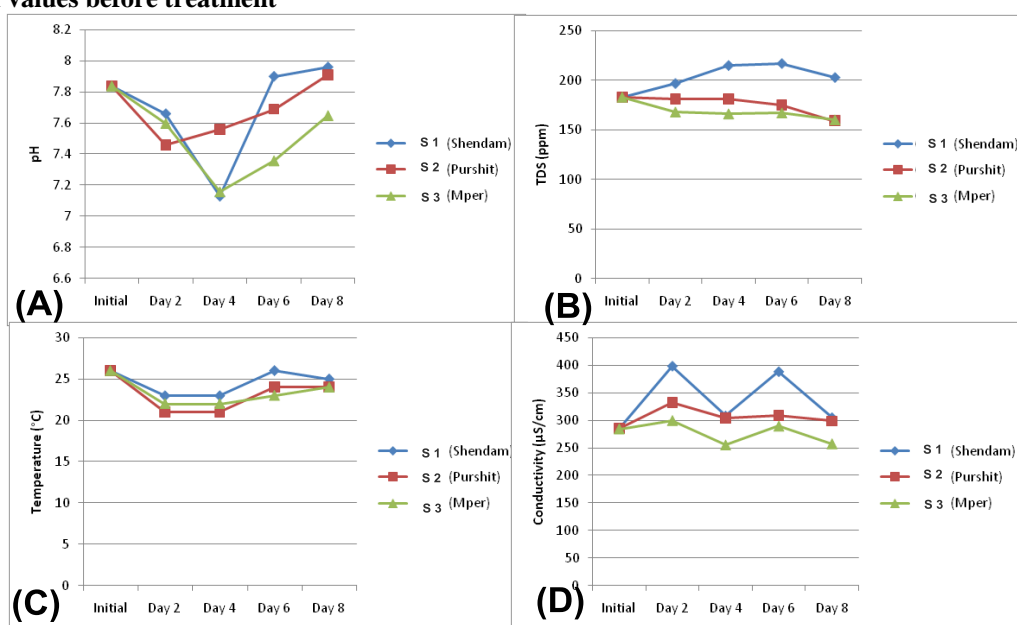 values before treatment
8.2
8
7.8
7.6
7.4
7.2
7
6.8
6.6
pH
Initial Day 2 Day 4 Day 6 Day 8
S 1 (Shendam)
S 2 (Purshit)
S 3 (Mper)
(A)
250
200
150
100
50
0
TDS (ppm)
Initial Day 2 Day 4 Day 6 Day 8
S 1 (Shendam)
S 2 (Purshit)
S 3 (Mper)
(B)
30
25
20
15
10
5
0
Temperature (°C)
Initial Day 2 Day 4 Day 6 Day 8
S 1 (Shendam)
S 2 (Purshit)
S 3 (Mper)
(C)
450
400
350
300
250
200
150
100
50
0
Conductivity (µS/cm)
Initial Day 2 Day 4 Day 6 Day 8
S 1 (Shendam)
S 2 (Purshit)
S 3 (Mper)
(D)